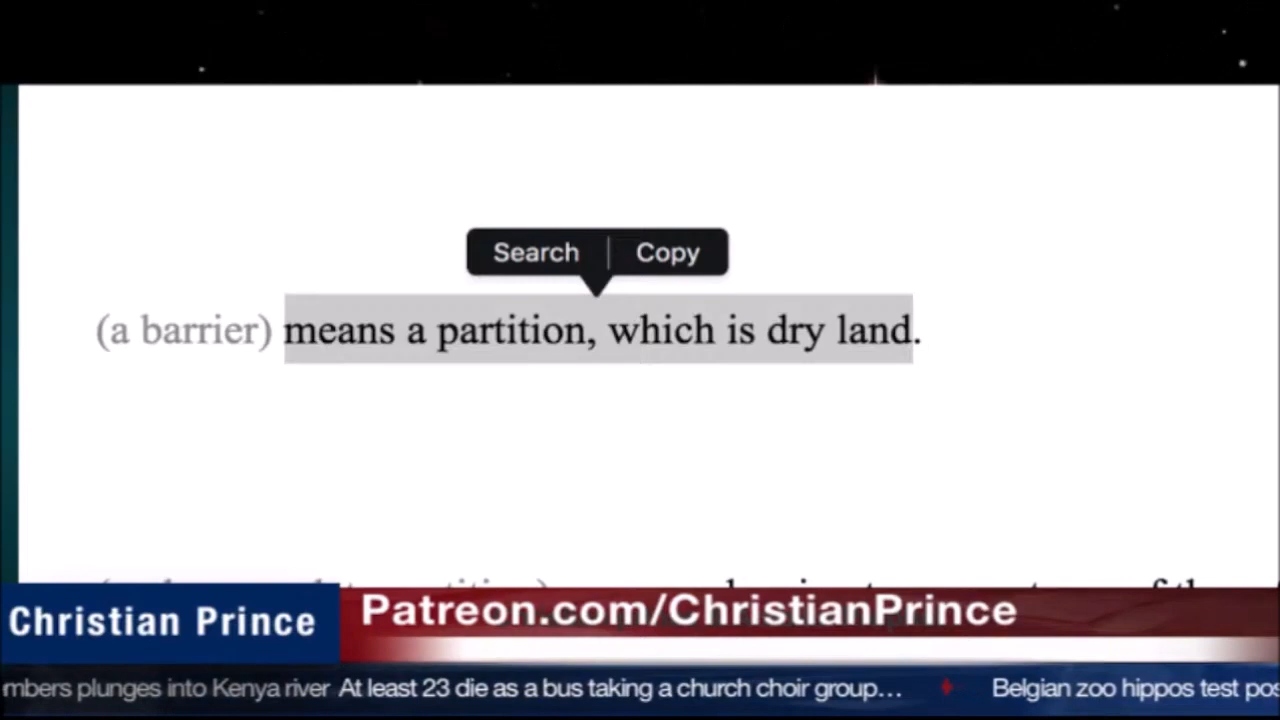 Search | Copy
(a barrier) means a partition, which is dry land.
Christian Prince
Patreon.com/ChristianPrince
mbers plunges into Kenya river At least 23 die as a bus taking a church choir group… ♦ Belgian zoo hippos test pos